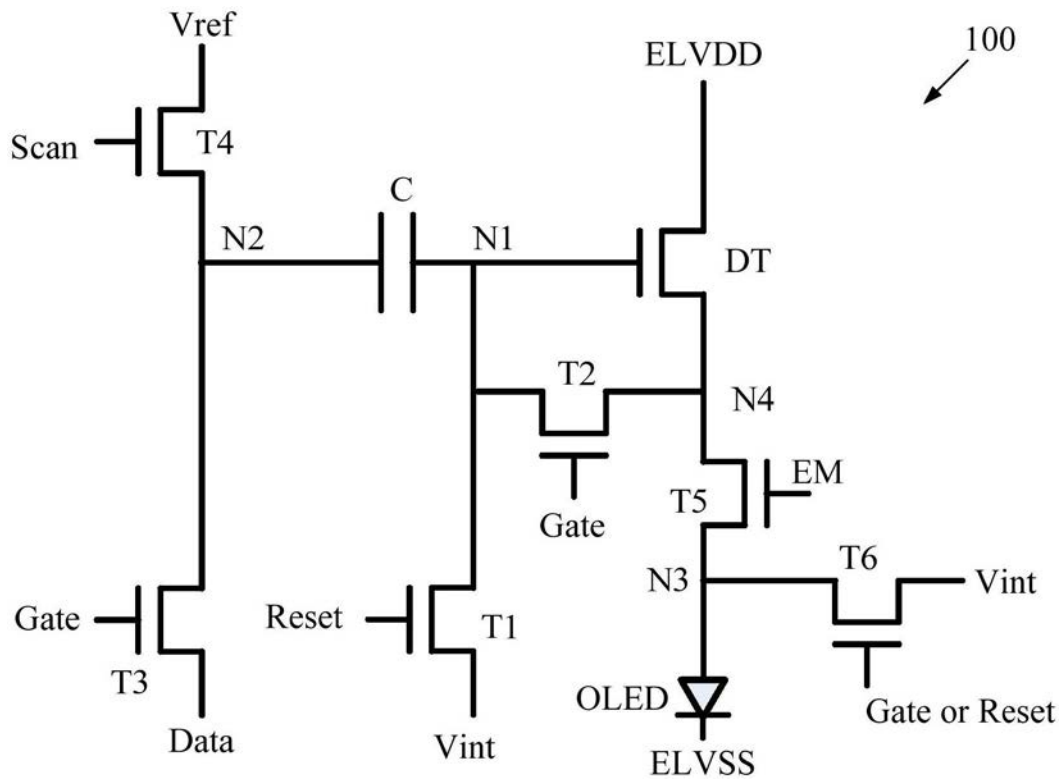 Vref
100
ELVDD
Scan
T4
C
N2
N1
DT
T2
N4
EM
T5
Gate
N3
T6
Vint
Gate
Reset
T1
T3
OLED
Gate or Reset
Data
Vint
ELVSS